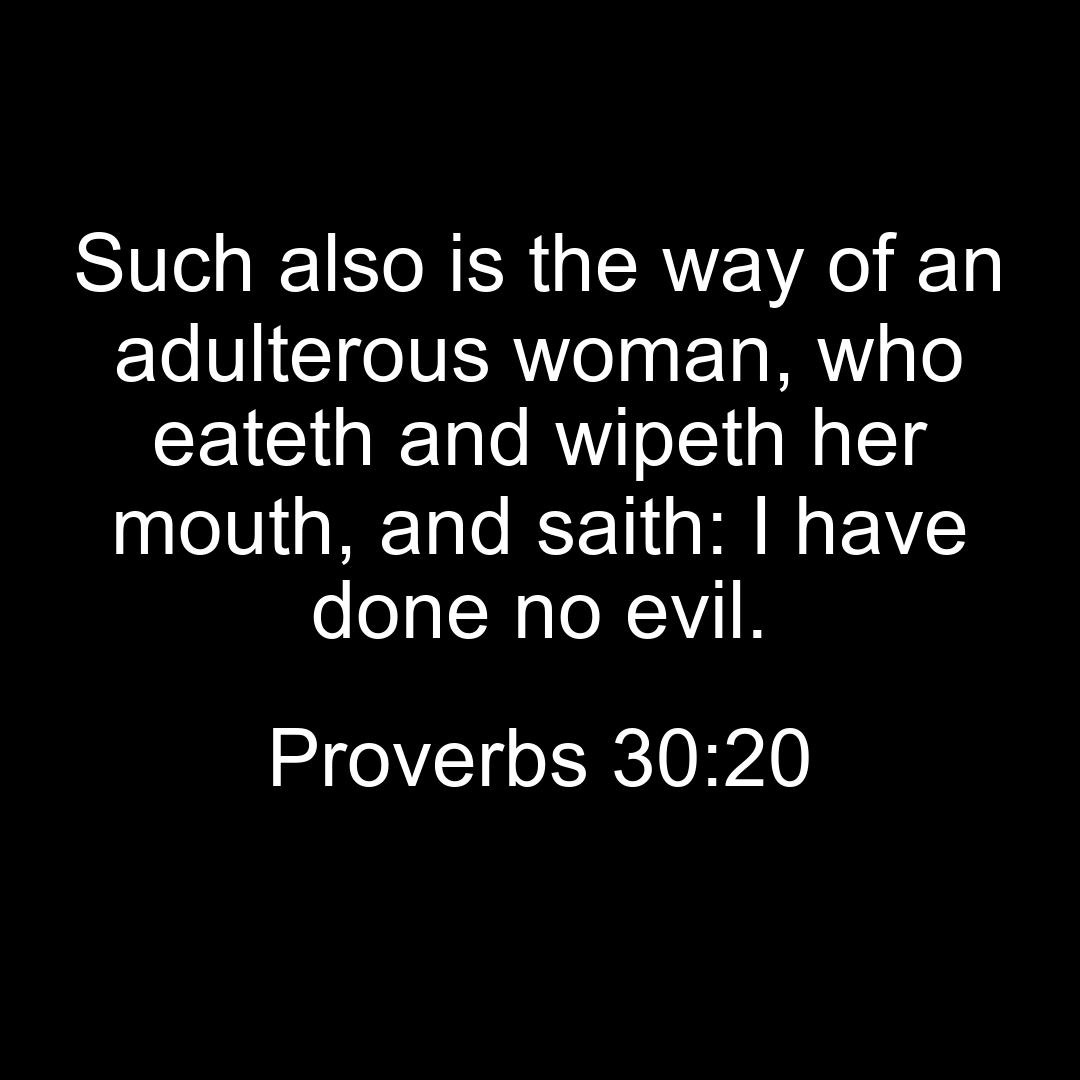 Such also is the way of an
adulterous woman, who
eateth and wipeth her
mouth, and saith: I have
done no evil.
Proverbs 30:20